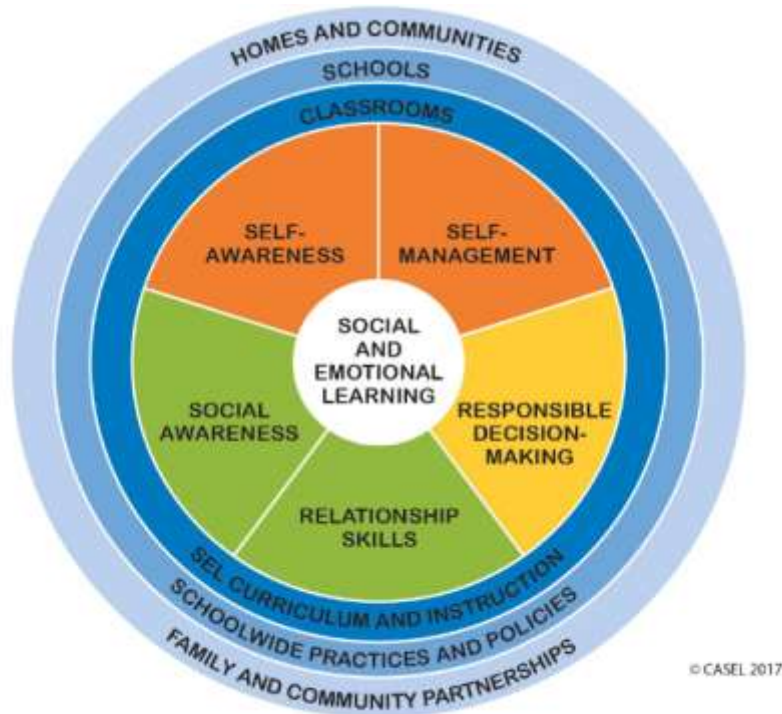 HOMES AND COMMUNITIES
SCHOOLS
CLASSROOMS
SELF-
AWARENESS
SELF-
MANAGEMENT
SOCIAL
AND
EMOTIONAL
LEARNING
SOCIAL
AWARENESS
RESPONSIBLE
DECISION-
MAKING
RELATIONSHIP
SKILLS
SEL CURRICULUM AND INSTRUCTION
SCHOOLWIDE PRACTICES AND POLICIES
FAMILY AND COMMUNITY PARTNERSHIPS
© CASEL 2017